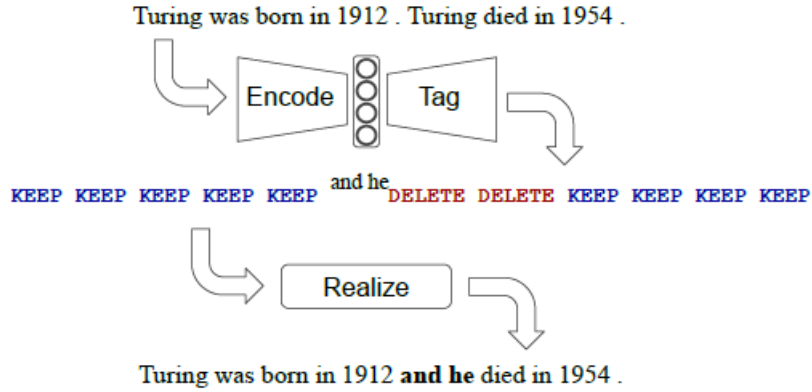 Turing was born in 1912 . Turing died in 1954 .
Encode Tag
KEEP KEEP KEEP KEEP KEEP and he DELETE DELETE KEEP KEEP KEEP KEEP
Realize
Turing was born in 1912 and he died in 1954 .